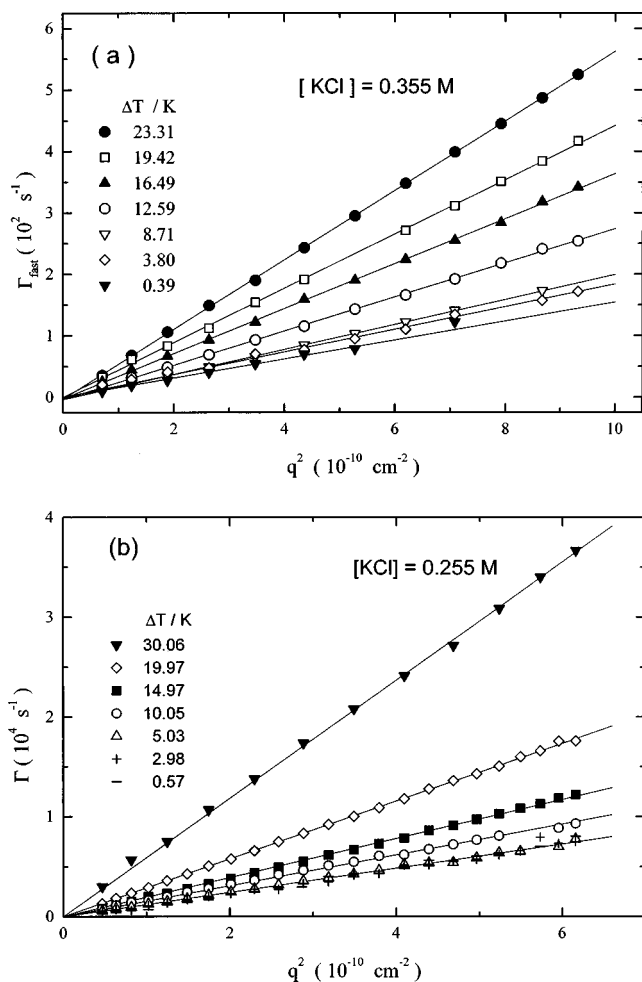 ( a )
[ KCl ] = 0.355 M
ΔT / K
23.31
19.42
16.49
12.59
8.71
3.80
0.39
Γfast ( 10² s⁻¹ )
6
5
4
3
2
1
0
0 2 4 6 8 10
q² ( 10⁻¹⁰ cm⁻² )
(b)
[KCl] = 0.255 M
ΔT / K
30.06
19.97
14.97
10.05
5.03
2.98
0.57
Γ ( 10⁴ s⁻¹ )
4
3
2
1
0
0 2 4 6
q² ( 10⁻¹⁰ cm⁻² )